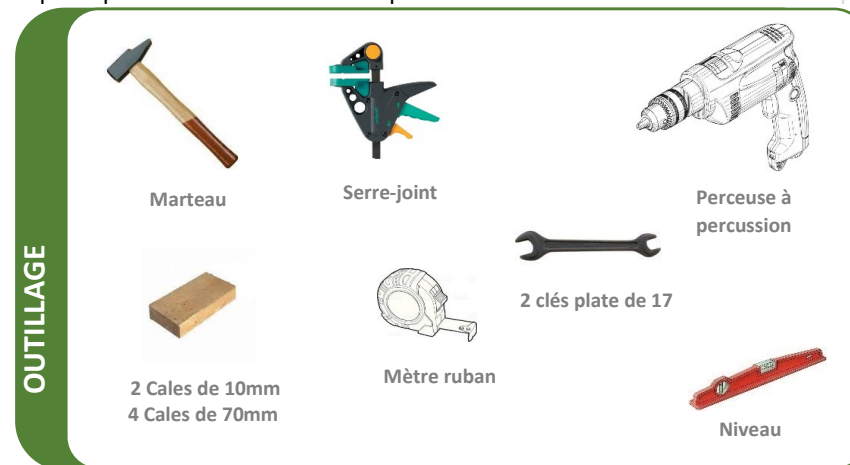 OUTILLAGE
Marteau
Serre-joint
Perceuse à
percussion
2 Cales de 10mm
4 Cales de 70mm
Mètre ruban
2 clés plate de 17
Niveau